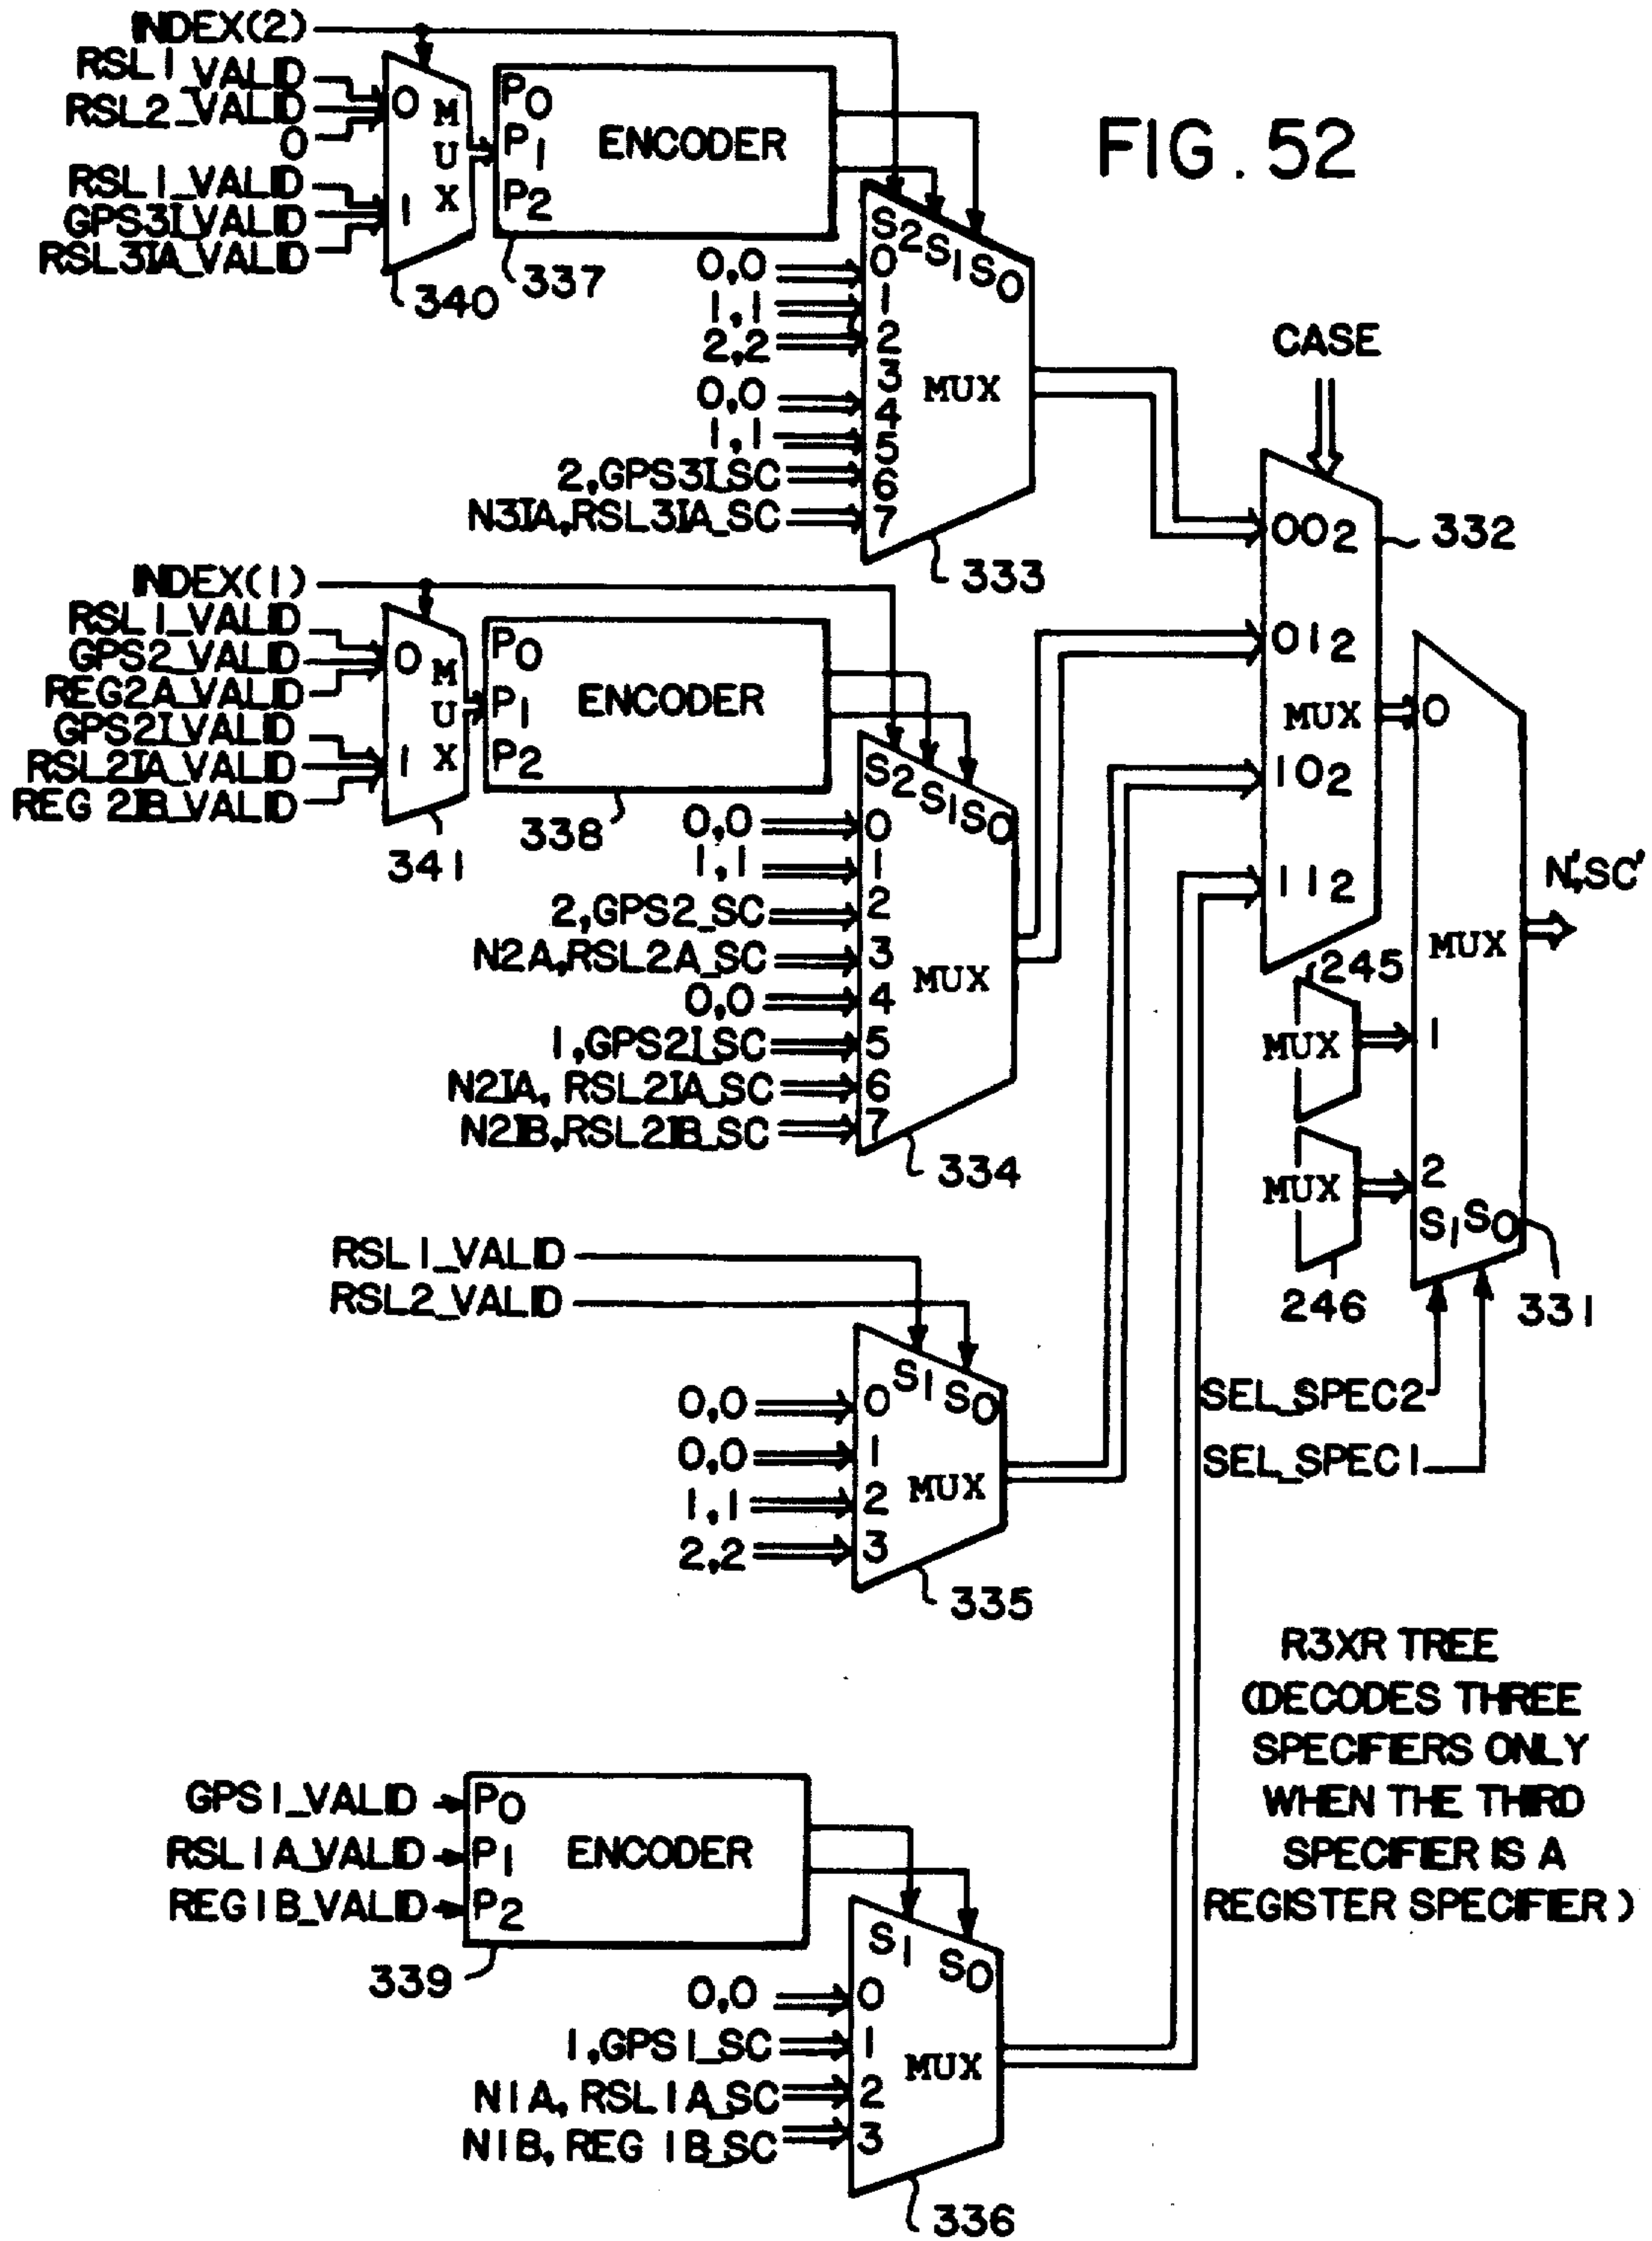 INDEX(2)
RSL1_VALID
RSL2_VALID
0
RSL1_VALID
GPS3I_VALID
RSL3IA_VALID
0
1
MUX
340
P0
P1
P2
ENCODER
337
FIG. 52
0,0
1,1
2,2
0,0
1,1
2,GPS3I_SC
N3IA,RSL3IA_SC
S2 S1 S0
0
1
2
3
4
5
6
7
MUX
333
CASE
002
012
102
112
MUX
332
INDEX(1)
RSL1_VALID
GPS2_VALID
REG2A_VALID
GPS2I_VALID
RSL2IA_VALID
REG 2IB_VALID
0
1
MUX
341
P0
P1
P2
ENCODER
338
0,0
1,1
2,GPS2_SC
N2A,RSL2A_SC
0,0
1,GPS2I_SC
N2IA, RSL2IA_SC
N2IB,RSL2IB_SC
S2 S1 S0
0
1
2
3
4
5
6
7
MUX
334
245
MUX
MUX
246
0
1
2
S1 S0
MUX
N',SC'
331
SEL_SPEC2
SEL_SPEC1
RSL1_VALID
RSL2_VALID
0,0
0,0
1,1
2,2
S1 S0
0
1
2
3
MUX
335
R3XR TREE
(DECODES THREE
SPECIFIERS ONLY
WHEN THE THIRD
SPECIFIER IS A
REGISTER SPECIFIER)
GPS1_VALID
RSL1A_VALID
REG1B_VALID
P0
P1
P2
ENCODER
339
0,0
1,GPS1_SC
N1A, RSL1A_SC
N1B, REG 1B_SC
S1 S0
0
1
2
3
MUX
336